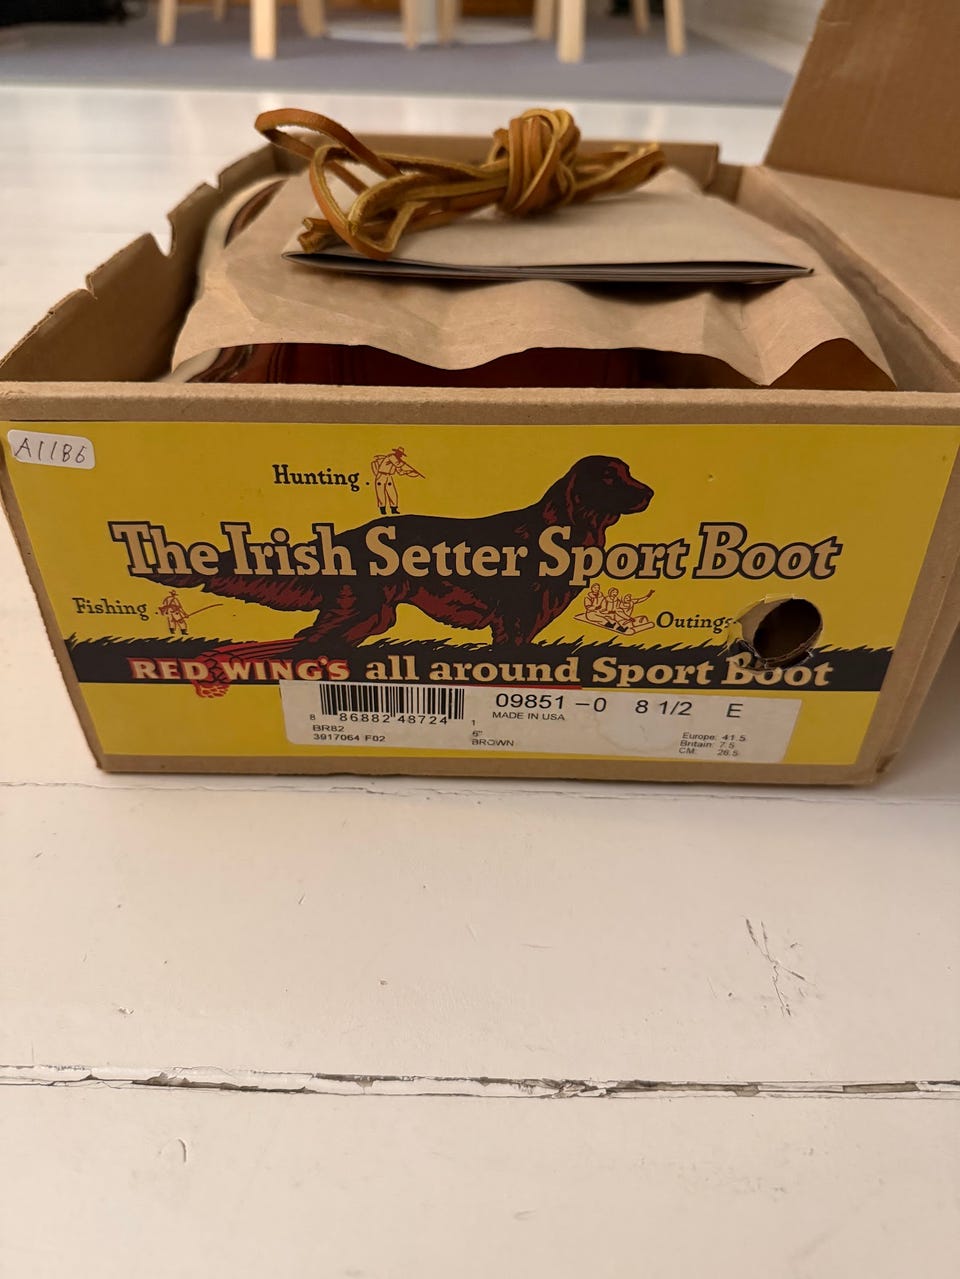 A1186
Hunting
The Irish Setter Sport Boot
Fishing
Outings
RED WING'S all around Sport Boot
09851-0 8 1/2 E
MADE IN USA
8 86882 48724 1
BR82
3917064 F02
6"
BROWN
Europe: 41.5
Britain: 7.5
CM: 26.5